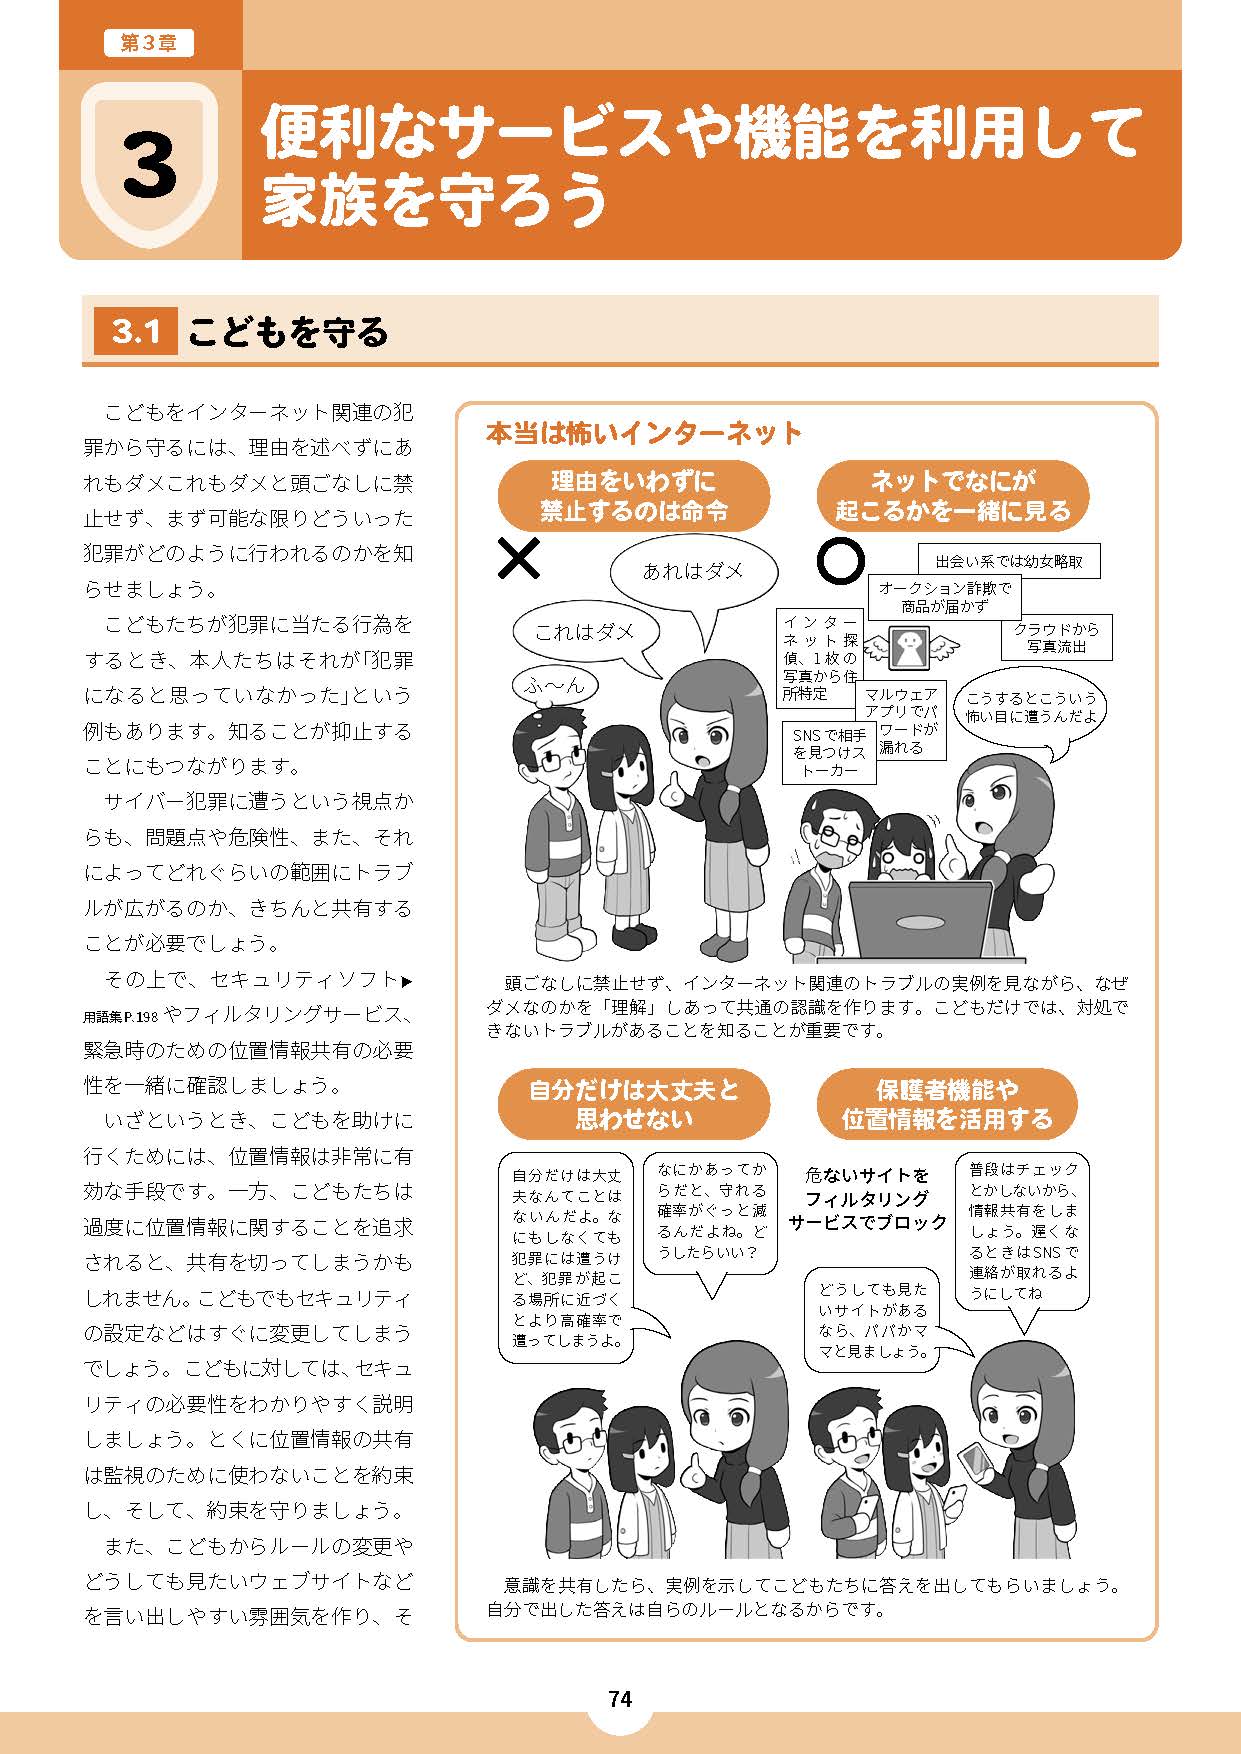 第3章
3
便利なサービスや機能を利用して
家族を守ろう
3.1 こどもを守る
こどもをインターネット関連の犯
罪から守るには、理由を述べずにあ
れもダメこれもダメと頭ごなしに禁
止せず、まず可能な限りどういった
犯罪がどのように行われるのかを知
らせましょう。
こどもたちが犯罪に当たる行為を
するとき、本人たちはそれが「犯罪
になると思っていなかった」という
例もあります。知ることが抑止する
ことにもつながります。
サイバー犯罪に遭うという視点か
らも、問題点や危険性、また、それ
によってどれぐらいの範囲にトラブ
ルが広がるのか、きちんと共有する
ことが必要でしょう。
その上で、セキュリティソフト▶
用語集P.198 やフィルタリングサービス、
緊急時のための位置情報共有の必要
性を一緒に確認しましょう。
いざというとき、こどもを助けに
行くためには、位置情報は非常に有
効な手段です。一方、こどもたちは
過度に位置情報に関することを追求
されると、共有を切ってしまうかも
しれません。こどもでもセキュリティ
の設定などはすぐに変更してしまう
でしょう。こどもに対しては、セキュ
リティの必要性をわかりやすく説明
しましょう。とくに位置情報の共有
は監視のために使わないことを約束
し、そして、約束を守りましょう。
また、こどもからルールの変更や
どうしても見たいウェブサイトなど
を言い出しやすい雰囲気を作り、そ
本当は怖いインターネット
理由をいわずに
禁止するのは命令
あれはダメ
これはダメ
ふ～ん
ネットでなにが
起こるかを一緒に見る
出会い系では幼女略取
オークション詐欺で
商品が届かず
クラウドから
写真流出
インター
ネット探
偵、1枚の
写真から住
所特定
マルウェア
アプリでパ
ワードが
漏れる
SNSで相手
を見つけス
トーカー
こうするとこういう
怖い目に遭うんだよ
頭ごなしに禁止せず、インターネット関連のトラブルの実例を見ながら、なぜ
ダメなのかを「理解」しあって共通の認識を作ります。こどもだけでは、対処で
きないトラブルがあることを知ることが重要です。
自分だけは大丈夫と
思わせない
自分だけは大丈
夫なんてことは
ないんだよ。な
にもしなくても
犯罪には遭うけ
ど、犯罪が起こ
る場所に近づく
とより高確率で
遭ってしまうよ。
なにかあってか
らだと、守れる
確率がぐっと減
るんだよね。ど
うしたらいい？
保護者機能や
位置情報を活用する
危ないサイトを
フィルタリング
サービスでブロック
どうしても見た
いサイトがある
なら、パパかマ
マと見ましょう。
普段はチェック
とかしないから、
情報共有をしま
しょう。遅くな
るときはSNSで
連絡が取れるよ
うにしてね
意識を共有したら、実例を示してこどもたちに答えを出してもらいましょう。
自分で出した答えは自らのルールとなるからです。
74